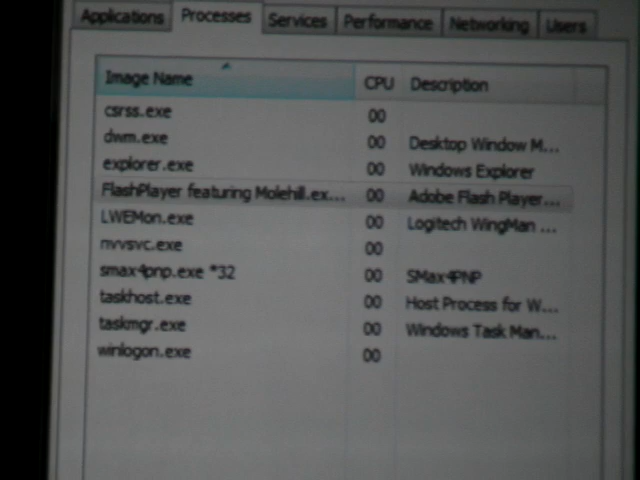 Applications Processes Services Performance Networking Users
Image Name CPU Description
csrss.exe 00
dwm.exe 00 Desktop Window M...
explorer.exe 00 Windows Explorer
FlashPlayer featuring Molehill.ex... 00 Adobe Flash Player...
LWEMon.exe 00 Logitech WingMan ...
nvvsvc.exe 00
smax4pnp.exe *32 00 SMax4PNP
taskhost.exe 00 Host Process for W...
taskmgr.exe 00 Windows Task Man...
winlogon.exe 00